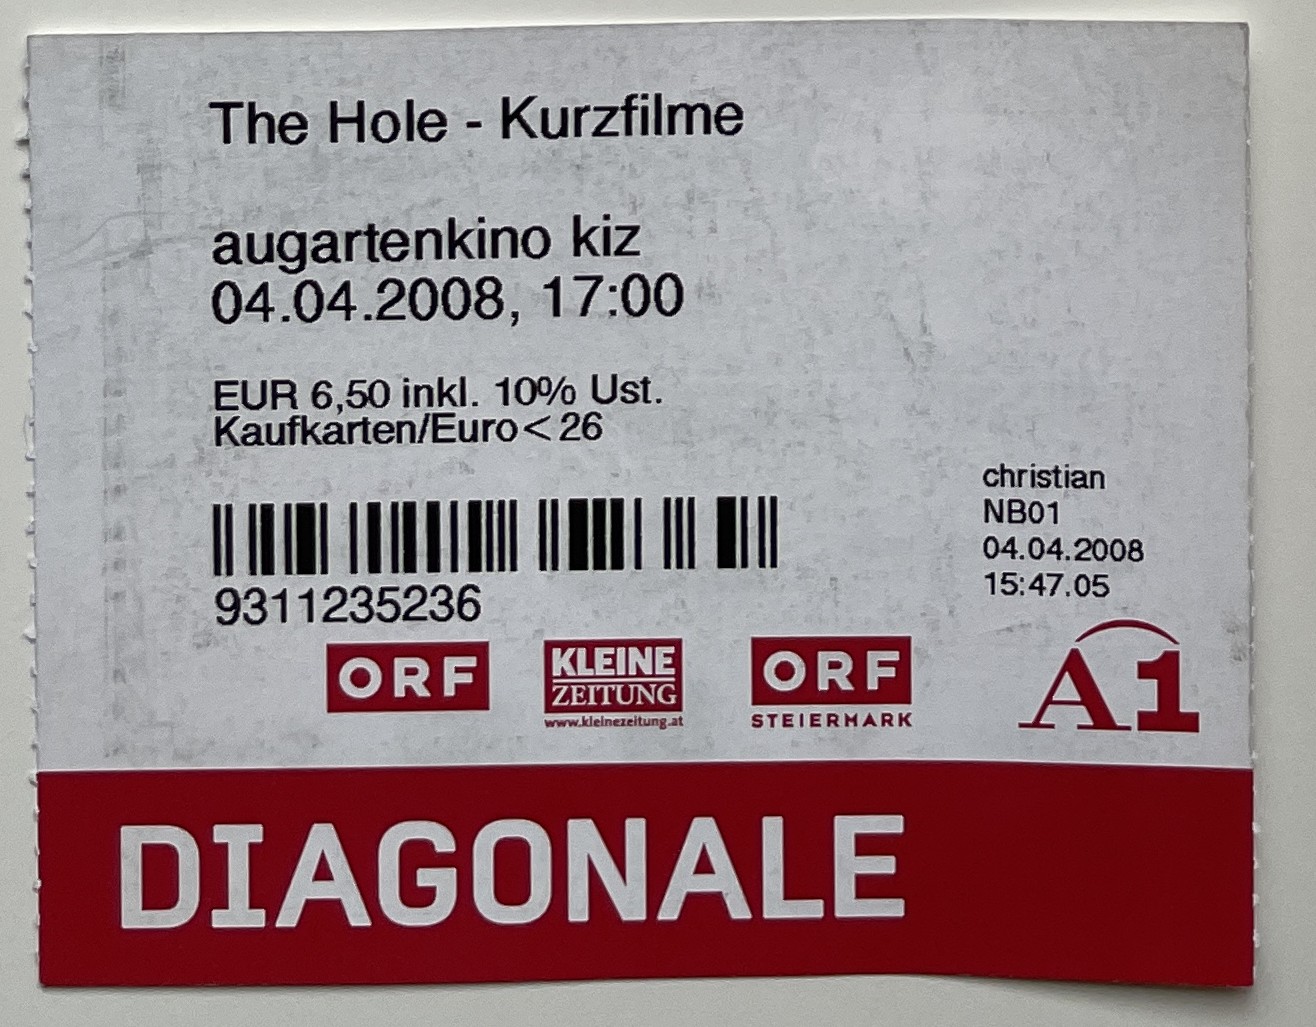 The Hole - Kurzfilme
augartenkino kiz
04.04.2008, 17:00
EUR 6,50 inkl. 10% Ust.
Kaufkarten/Euro<26
christian
NB01
04.04.2008
15:47.05
9311235236
ORF
KLEINE
ZEITUNG
www.kleinezeitung.at
ORF
STEIERMARK
A1
DIAGONALE